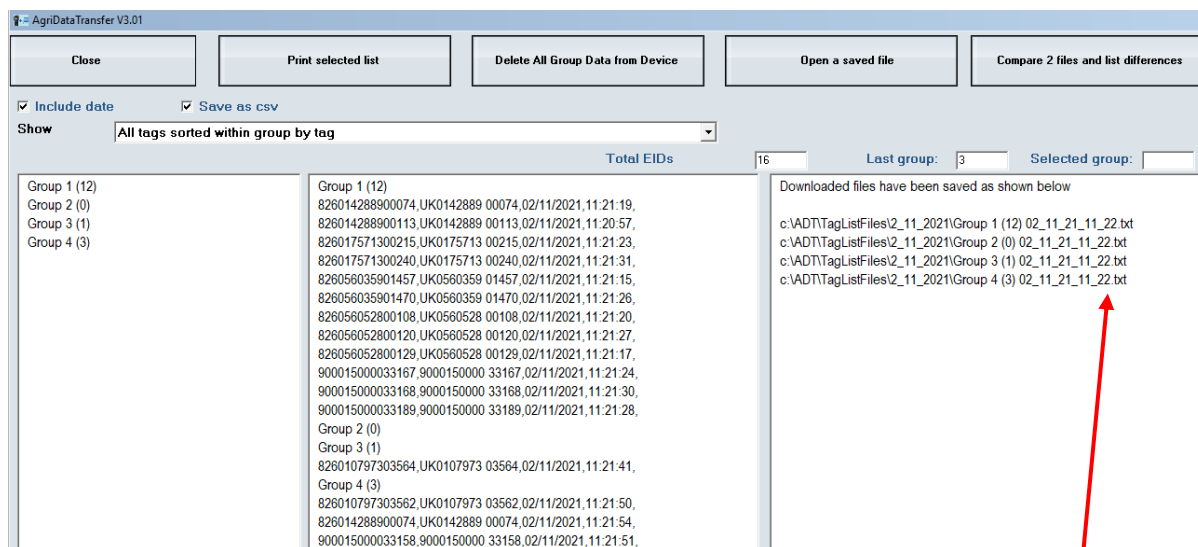 AgriDataTransfer V3.01
Close
Print selected list
Delete All Group Data from Device
Open a saved file
Compare 2 files and list differences
Include date
Save as csv
Show
All tags sorted within group by tag
Total EIDs
16
Last group:
3
Selected group:
Group 1 (12)
Group 2 (0)
Group 3 (1)
Group 4 (3)
Group 1 (12)
826014288900074,UK0142889 00074,02/11/2021,11:21:19,
826014288900113,UK0142889 00113,02/11/2021,11:20:57,
826017571300215,UK0175713 00215,02/11/2021,11:21:23,
826017571300240,UK0175713 00240,02/11/2021,11:21:31,
826056035901457,UK0560359 01457,02/11/2021,11:21:15,
826056035901470,UK0560359 01470,02/11/2021,11:21:26,
826056052800108,UK0560528 00108,02/11/2021,11:21:20,
826056052800120,UK0560528 00120,02/11/2021,11:21:27,
826056052800129,UK0560528 00129,02/11/2021,11:21:17,
900015000033167,9000150000 33167,02/11/2021,11:21:24,
900015000033168,9000150000 33168,02/11/2021,11:21:30,
900015000033189,9000150000 33189,02/11/2021,11:21:28,
Group 2 (0)
Group 3 (1)
826010797303564,UK0107973 03564,02/11/2021,11:21:41,
Group 4 (3)
826010797303562,UK0107973 03562,02/11/2021,11:21:50,
826014288900074,UK0142889 00074,02/11/2021,11:21:54,
900015000033158,9000150000 33158,02/11/2021,11:21:51,
Downloaded files have been saved as shown below
c:\ADT\TagListFiles\2_11_2021\Group 1 (12) 02_11_21_11_22.txt
c:\ADT\TagListFiles\2_11_2021\Group 2 (0) 02_11_21_11_22.txt
c:\ADT\TagListFiles\2_11_2021\Group 3 (1) 02_11_21_11_22.txt
c:\ADT\TagListFiles\2_11_2021\Group 4 (3) 02_11_21_11_22.txt